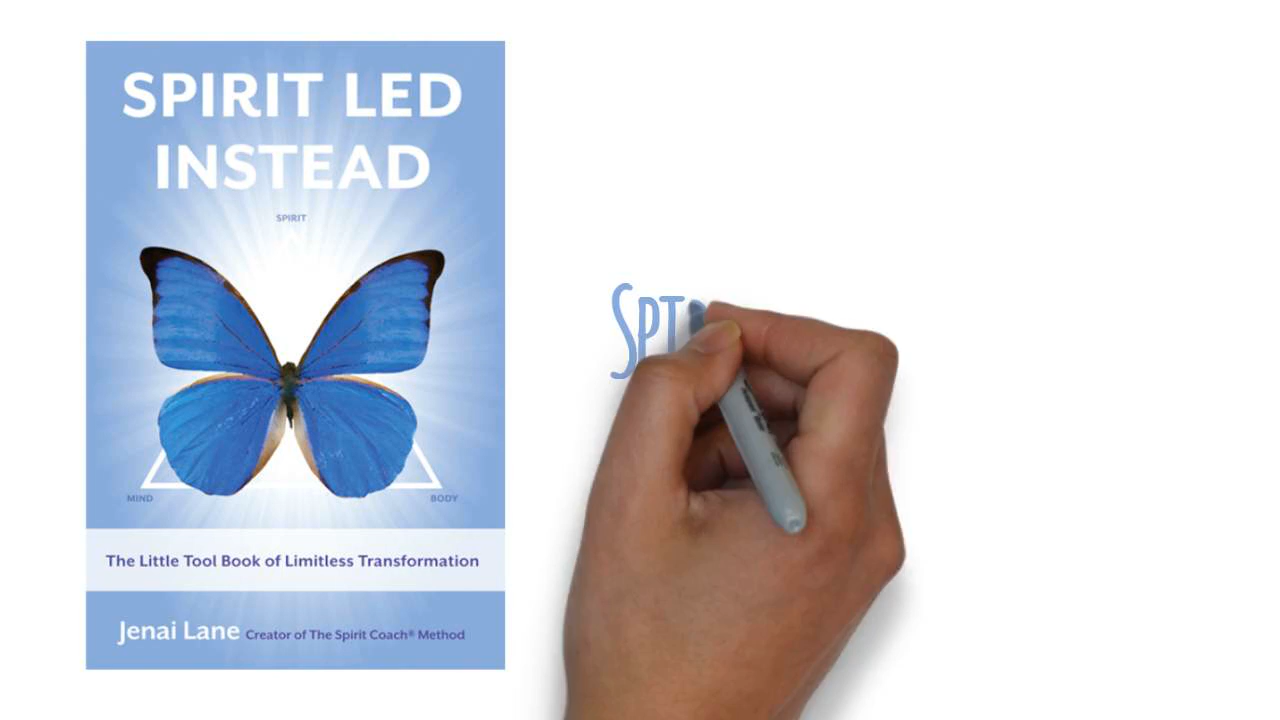 SPIRIT LED
INSTEAD
SPIRIT
MIND
BODY
The Little Tool Book of Limitless Transformation
Jenai Lane Creator of The Spirit Coach® Method